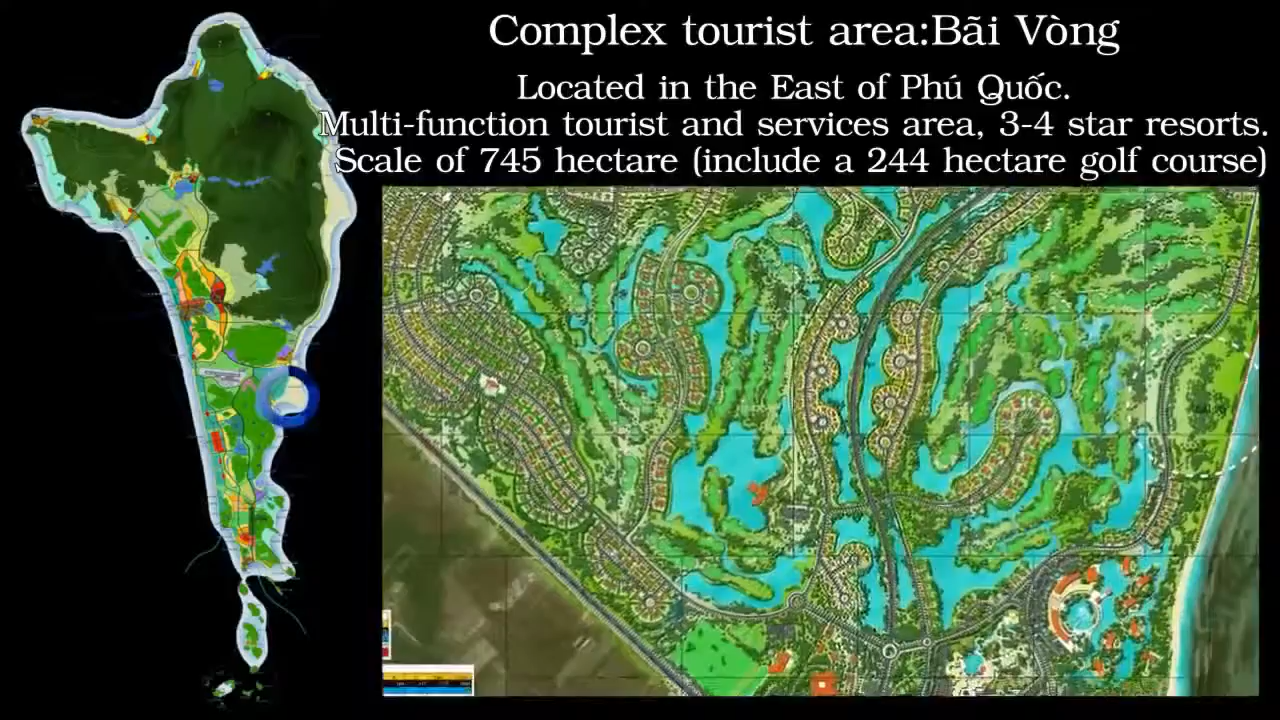 Complex tourist area:Bãi Vòng
Located in the East of Phú Quốc.
Multi-function tourist and services area, 3-4 star resorts.
Scale of 745 hectare (include a 244 hectare golf course)